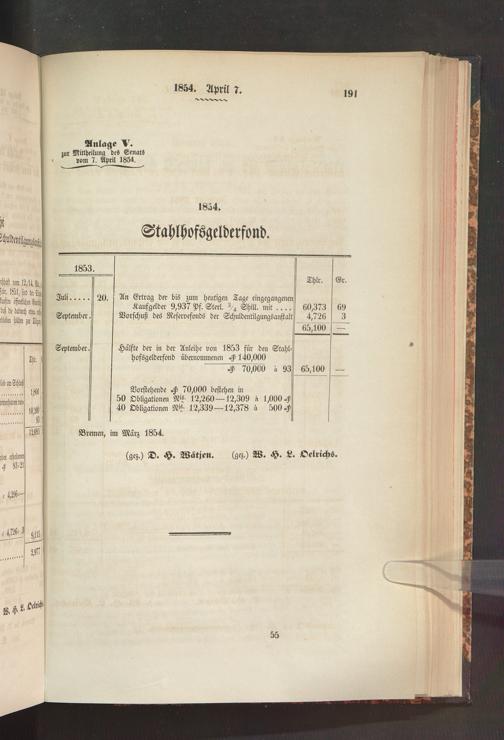 1854. April 7.
191
Anlage V.
zur Mittheilung des Senats
vom 7. April 1854.
1854.
Stahlhofsgelderfond.
1853.
Thlr. Gr.
Juli..... 20. An Ertrag der bis zum heutigen Tage eingegangenen
Kaufgelder 9,937 Pf. Sterl. 3/4 Shill. mit .... 60,373 69
September. Vorschuß des Reservefonds der Schuldentilgungsanstalt 4,726 3
65,100 —
September. Hälfte der in der Anleihe von 1853 für den Stahl-
hofsgelderfond übernommenen ₰ 140,000
₰ 70,000 à 93 65,100 —
Vorstehende ₰ 70,000 bestehen in
50 Obligationen No. 12,260—12,309 à 1,000 ₰
40 Obligationen No. 12,339—12,378 à 500 ₰
Bremen, im März 1854.
(gez.) D. H. Wätjen. (gez.) W. H. L. Oelrichs.
55